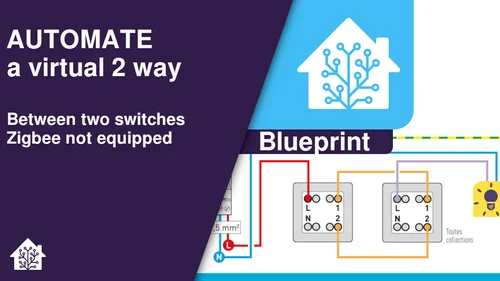 AUTOMATE
a virtual 2 way
Between two switches
Zigbee not equipped
Blueprint
L
N
1
2
L
N
1
2
,5 mm²
L
N
Toutes
collections